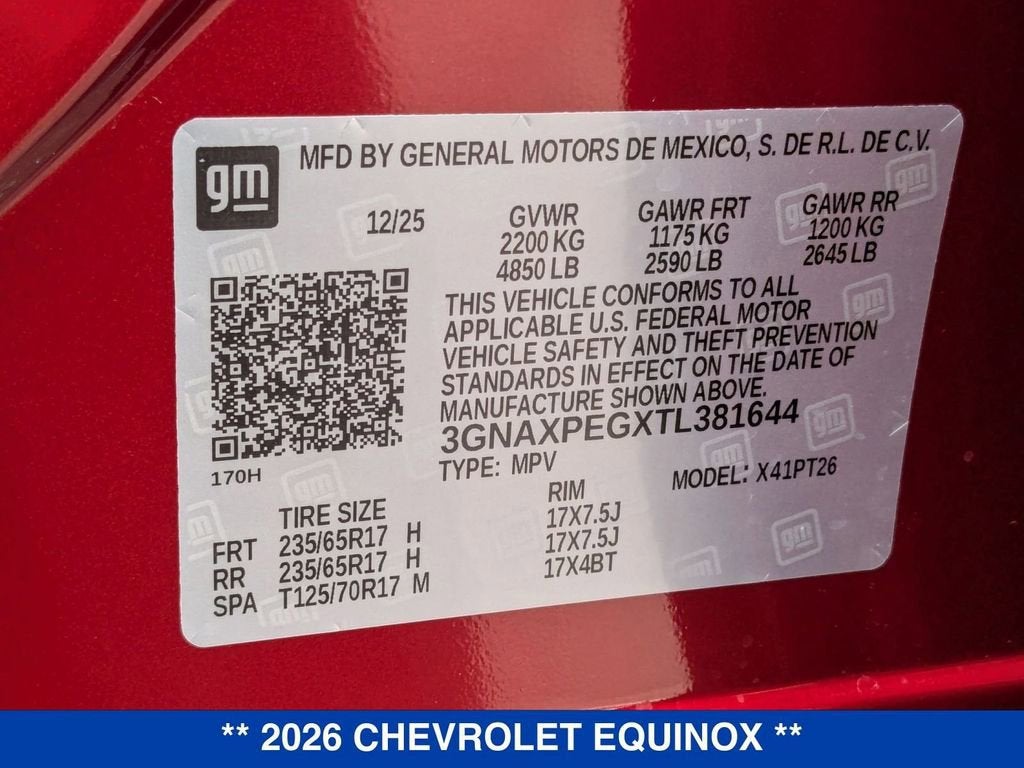 gm
MFD BY GENERAL MOTORS DE MEXICO, S. DE R.L. DE C.V.
12/25 GVWR GAWR FRT GAWR RR
2200 KG 1175 KG 1200 KG
4850 LB 2590 LB 2645 LB
THIS VEHICLE CONFORMS TO ALL
APPLICABLE U.S. FEDERAL MOTOR
VEHICLE SAFETY AND THEFT PREVENTION
STANDARDS IN EFFECT ON THE DATE OF
MANUFACTURE SHOWN ABOVE.
3GNAXPEGXTL381644
170H
TYPE: MPV MODEL: X41PT26
TIRE SIZE RIM
FRT 235/65R17 H 17X7.5J
RR 235/65R17 H 17X7.5J
SPA T125/70R17 M 17X4BT
** 2026 CHEVROLET EQUINOX **